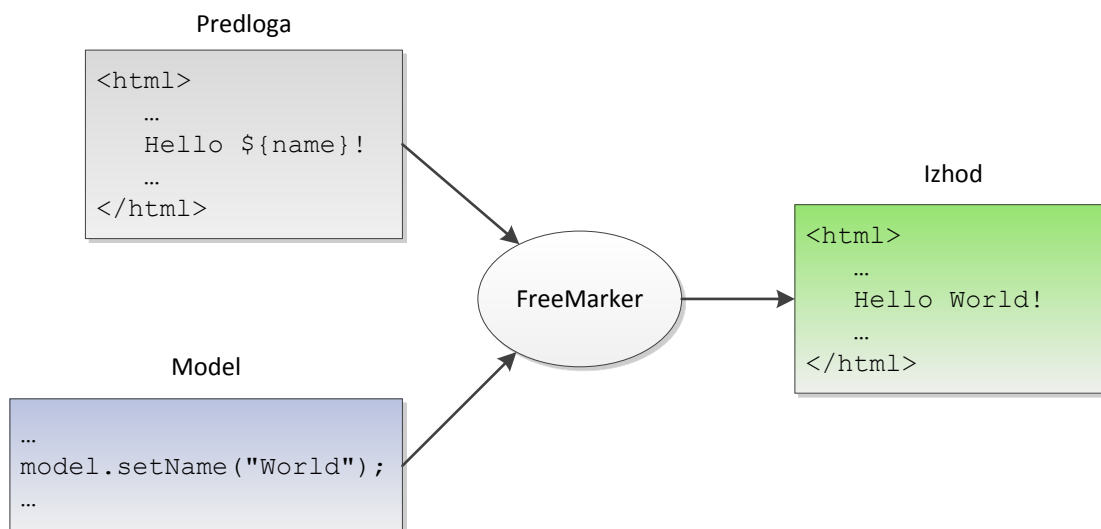 Predloga
<html>
…
Hello ${name}!
…
</html>
Model
…
model.setName("World");
…
FreeMarker
Izhod
<html>
…
Hello World!
…
</html>